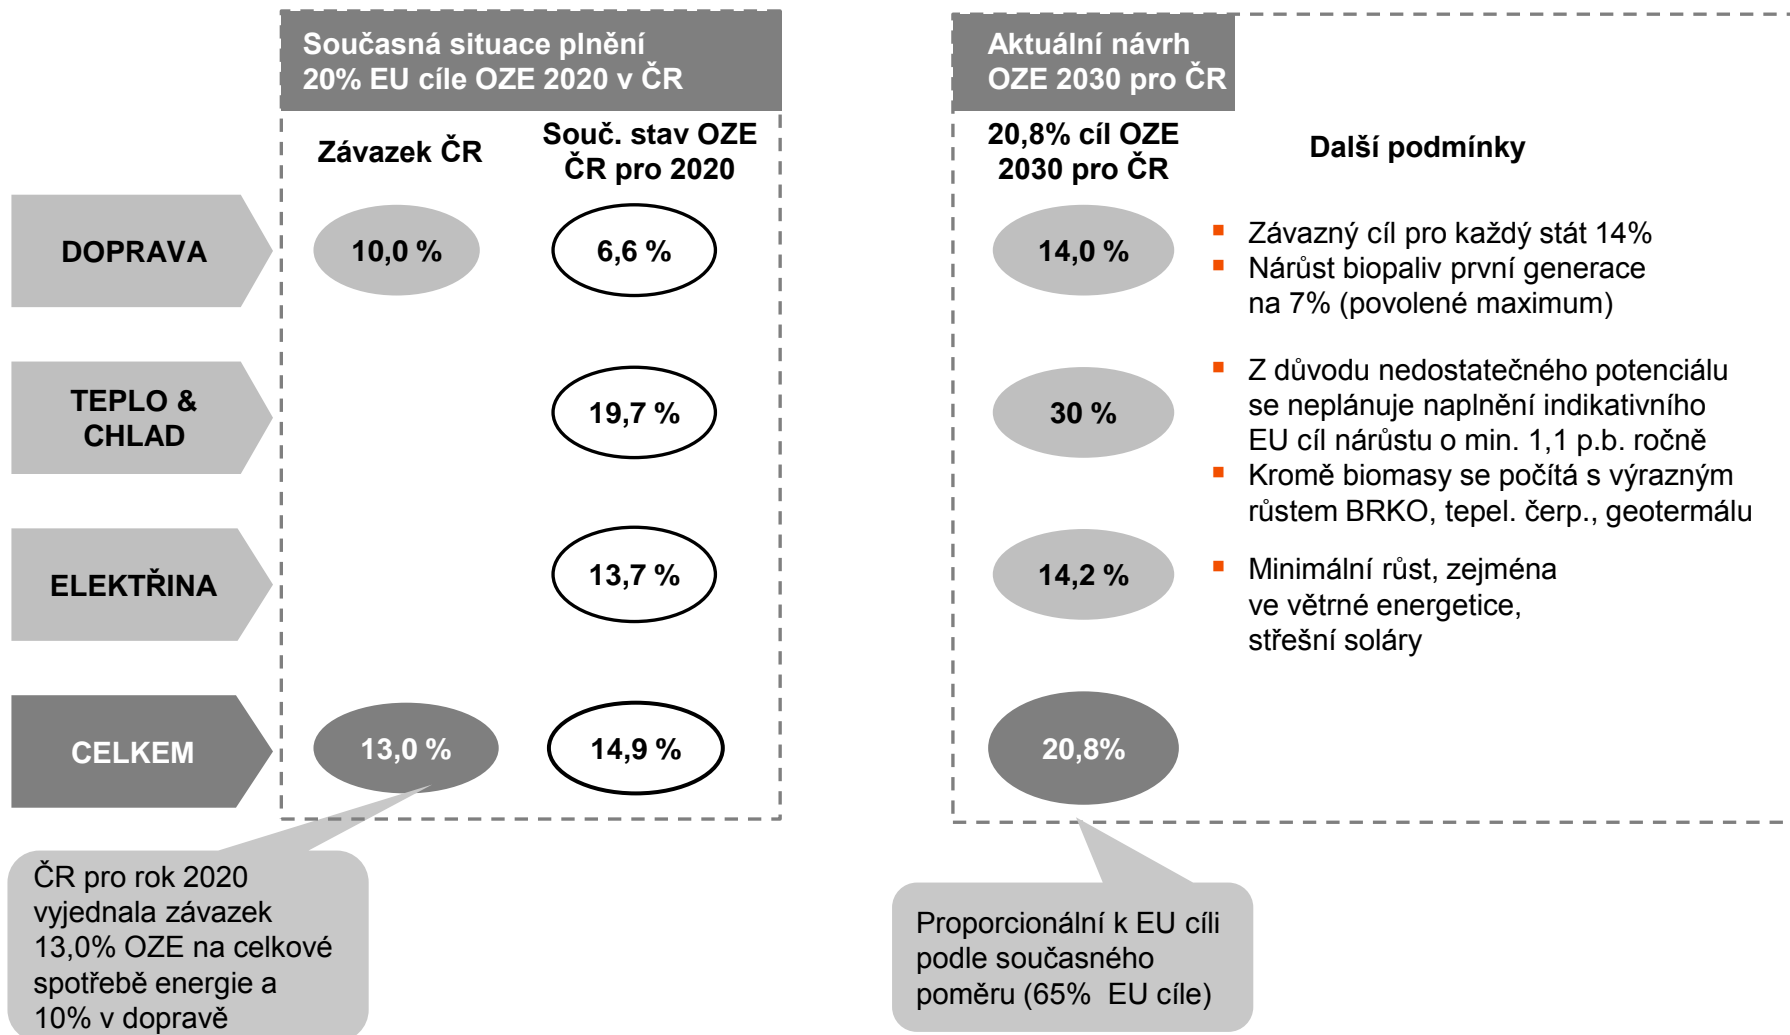 Současná situace plnění
20% EU cíle OZE 2020 v ČR
Aktuální návrh
OZE 2030 pro ČR
Závazek ČR
Souč. stav OZE
ČR pro 2020
20,8% cíl OZE
2030 pro ČR
Další podmínky
DOPRAVA
10,0 %
6,6 %
14,0 %
Závazný cíl pro každý stát 14%
Nárůst biopaliv první generace
na 7% (povolené maximum)
TEPLO &
CHLAD
19,7 %
30 %
Z důvodu nedostatečného potenciálu
se neplánuje naplnění indikativního
EU cíl nárůstu o min. 1,1 p.b. ročně
Kromě biomasy se počítá s výrazným
růstem BRKO, tepel. čerp., geotermálu
ELEKTŘINA
13,7 %
14,2 %
Minimální růst, zejména
ve větrné energetice,
střešní soláry
CELKEM
13,0 %
14,9 %
20,8%
ČR pro rok 2020
vyjednala závazek
13,0% OZE na celkové
spotřebě energie a
10% v dopravě
Proporcionální k EU cíli
podle současného
poměru (65% EU cíle)